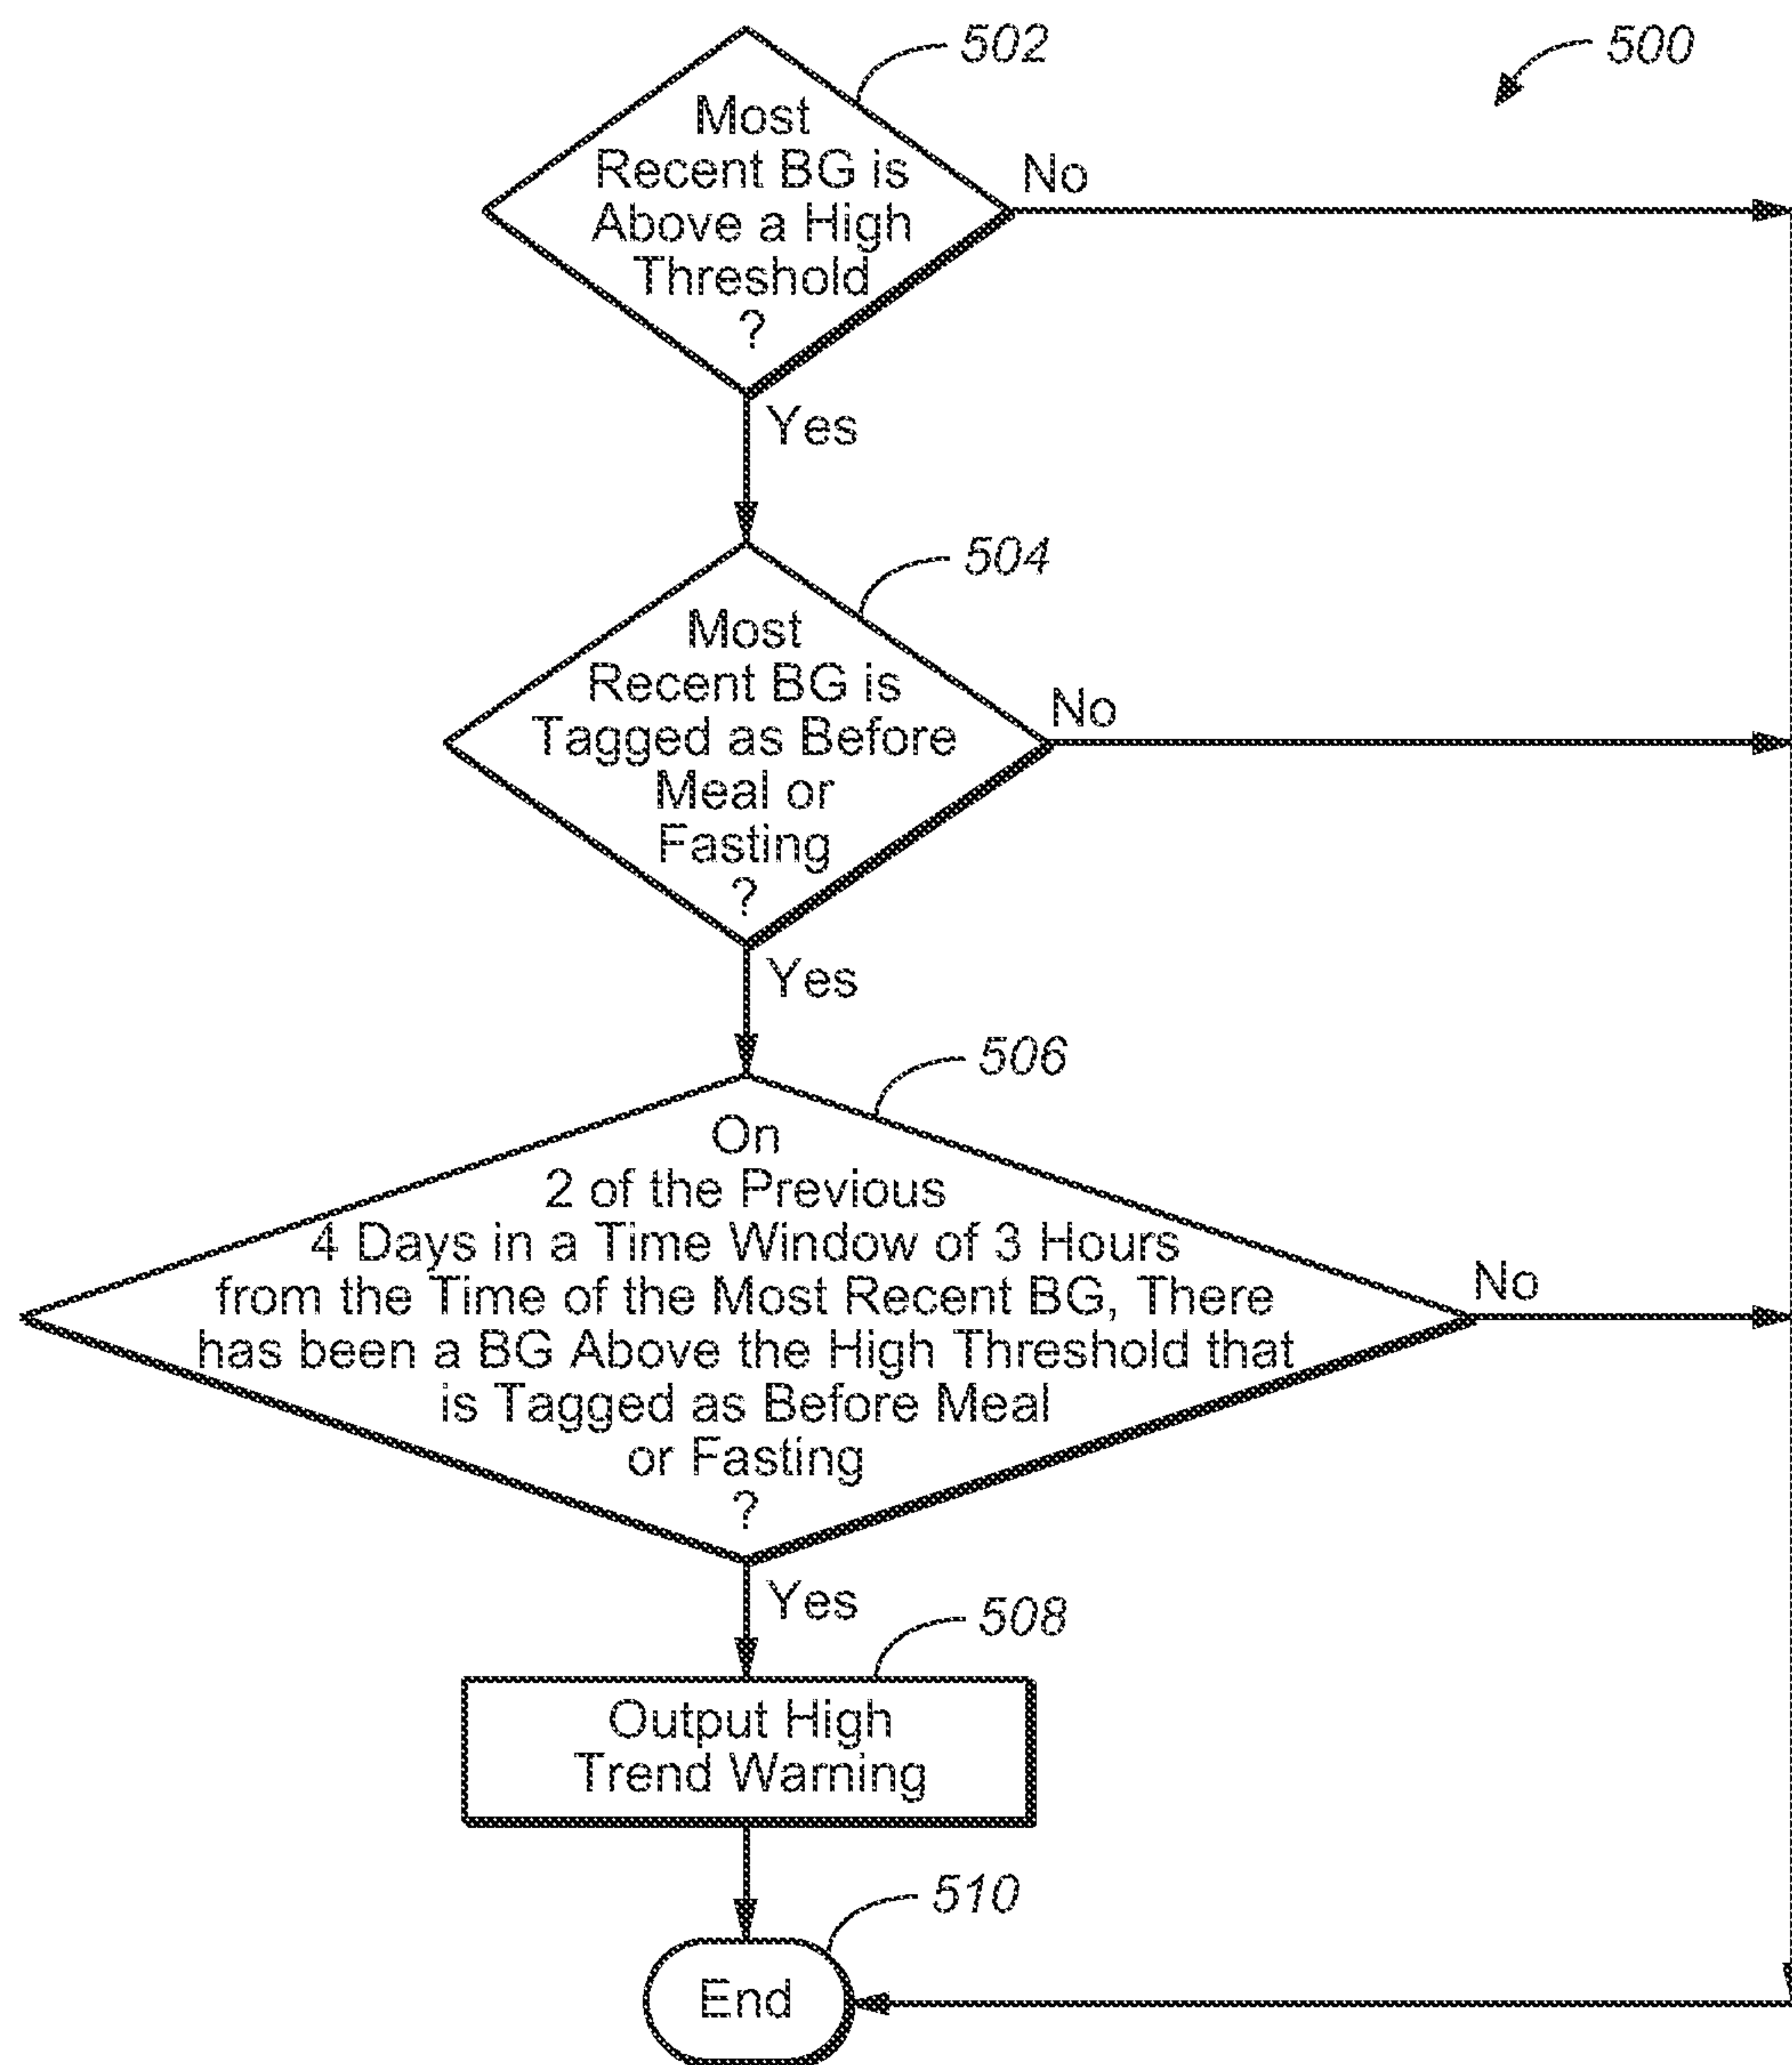 502
500
Most
Recent BG is
Above a High
Threshold
?
No
Yes
504
Most
Recent BG is
Tagged as Before
Meal or
Fasting
?
No
Yes
506
On
2 of the Previous
4 Days in a Time Window of 3 Hours
from the Time of the Most Recent BG, There
has been a BG Above the High Threshold that
is Tagged as Before Meal
or Fasting
?
No
Yes
508
Output High
Trend Warning
510
End